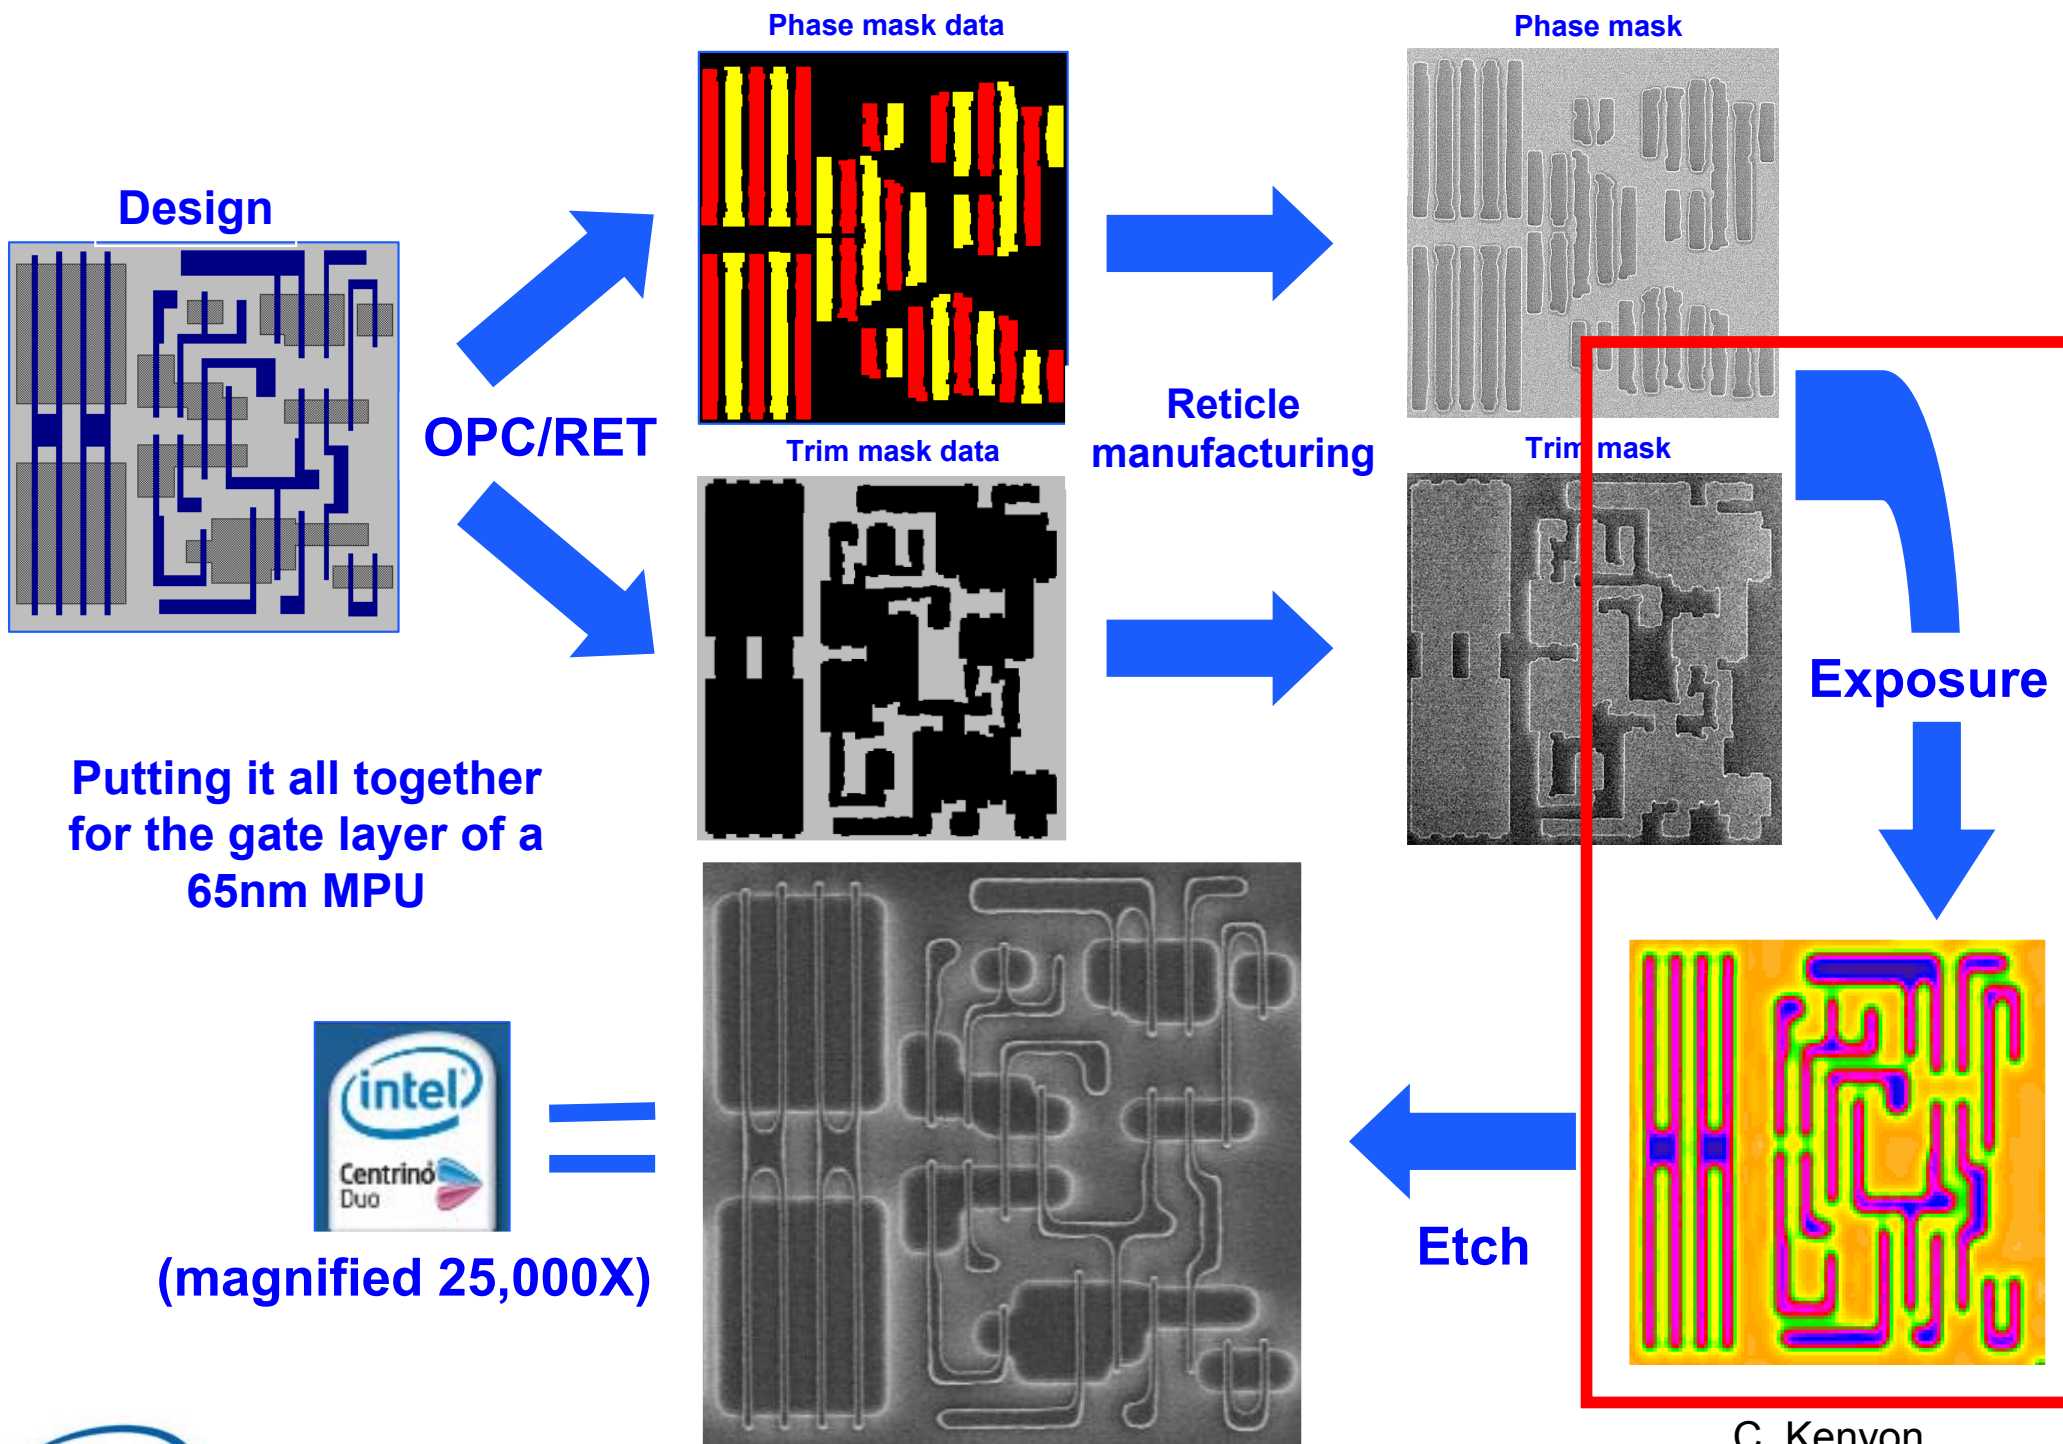 Phase mask data
Phase mask
Design
OPC/RET
Reticle
manufacturing
Trim mask data
Trim mask
Exposure
Putting it all together
for the gate layer of a
65nm MPU
intel
Centrino
Duo
(magnified 25,000X)
Etch
C. Kenyon